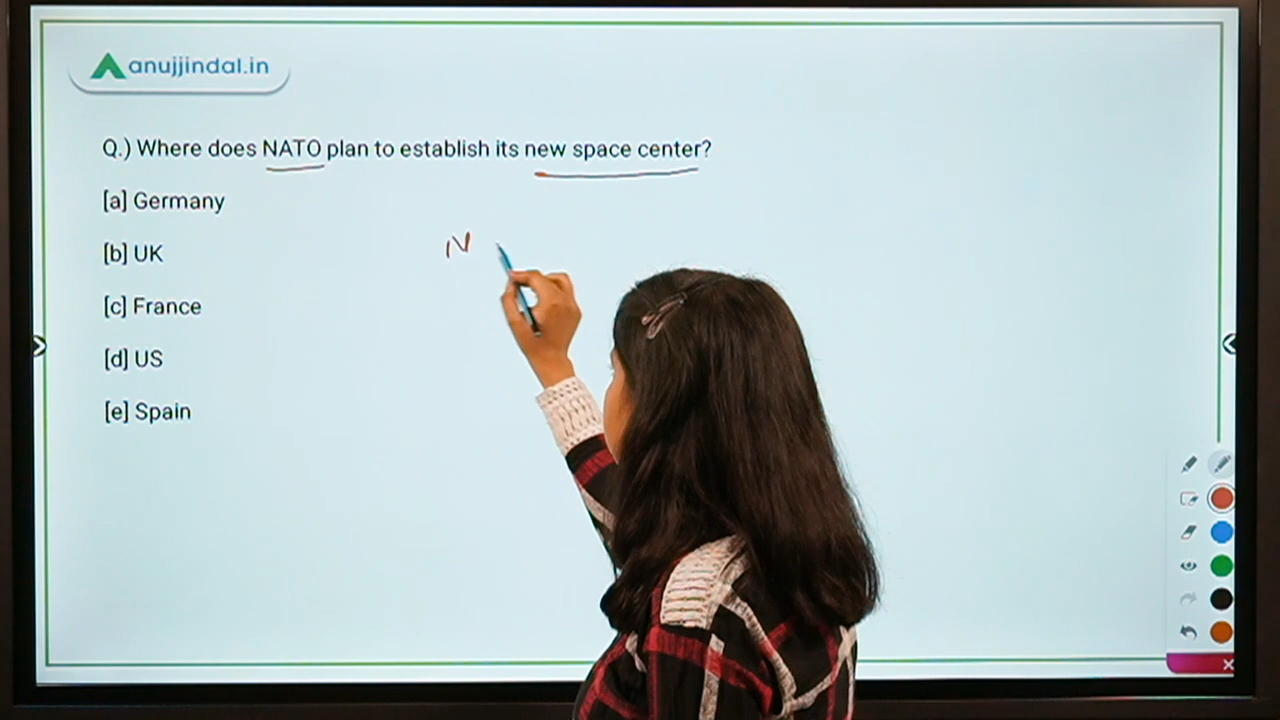 anujjindal.in
Q.) Where does NATO plan to establish its new space center?
[a] Germany
N
[b] UK
[c] France
[d] US
[e] Spain